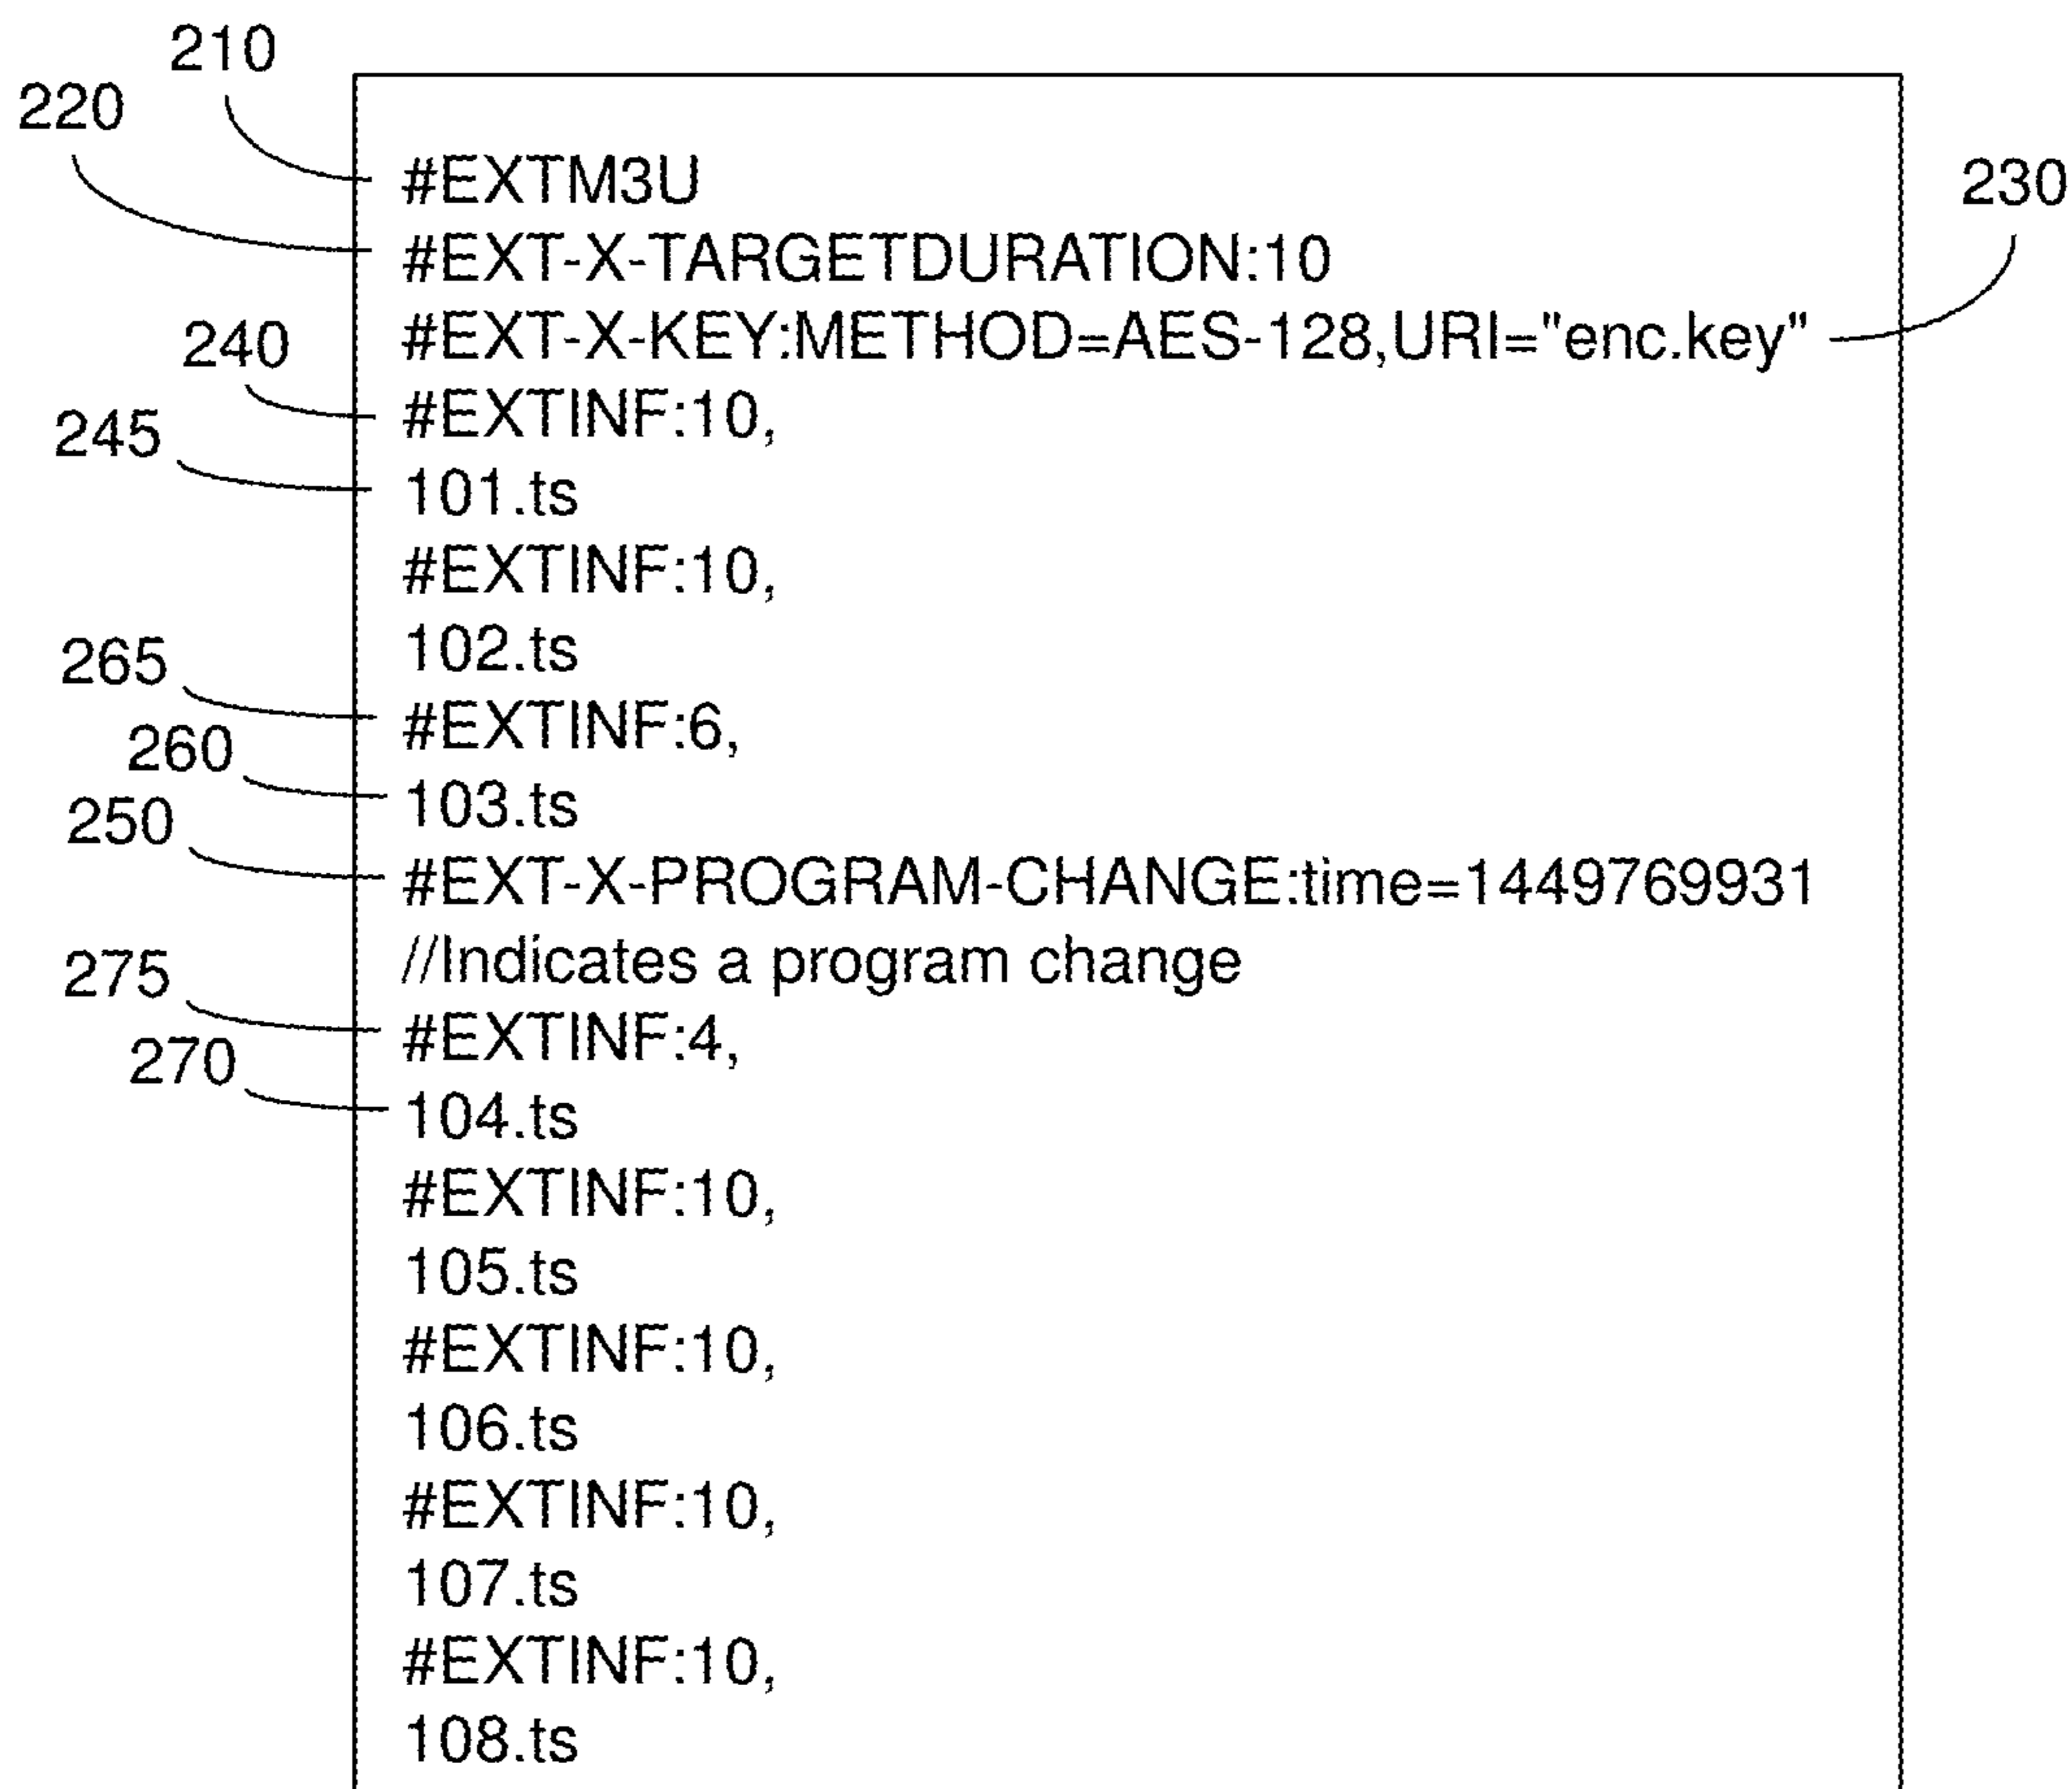 210
220
#EXTM3U
230
#EXT-X-TARGETDURATION:10
240
#EXT-X-KEY:METHOD=AES-128,URI="enc.key"
245
#EXTINF:10,
101.ts
#EXTINF:10,
102.ts
265
#EXTINF:6,
260
103.ts
250
#EXT-X-PROGRAM-CHANGE:time=1449769931
//Indicates a program change
275
#EXTINF:4,
270
104.ts
#EXTINF:10,
105.ts
#EXTINF:10,
106.ts
#EXTINF:10,
107.ts
#EXTINF:10,
108.ts